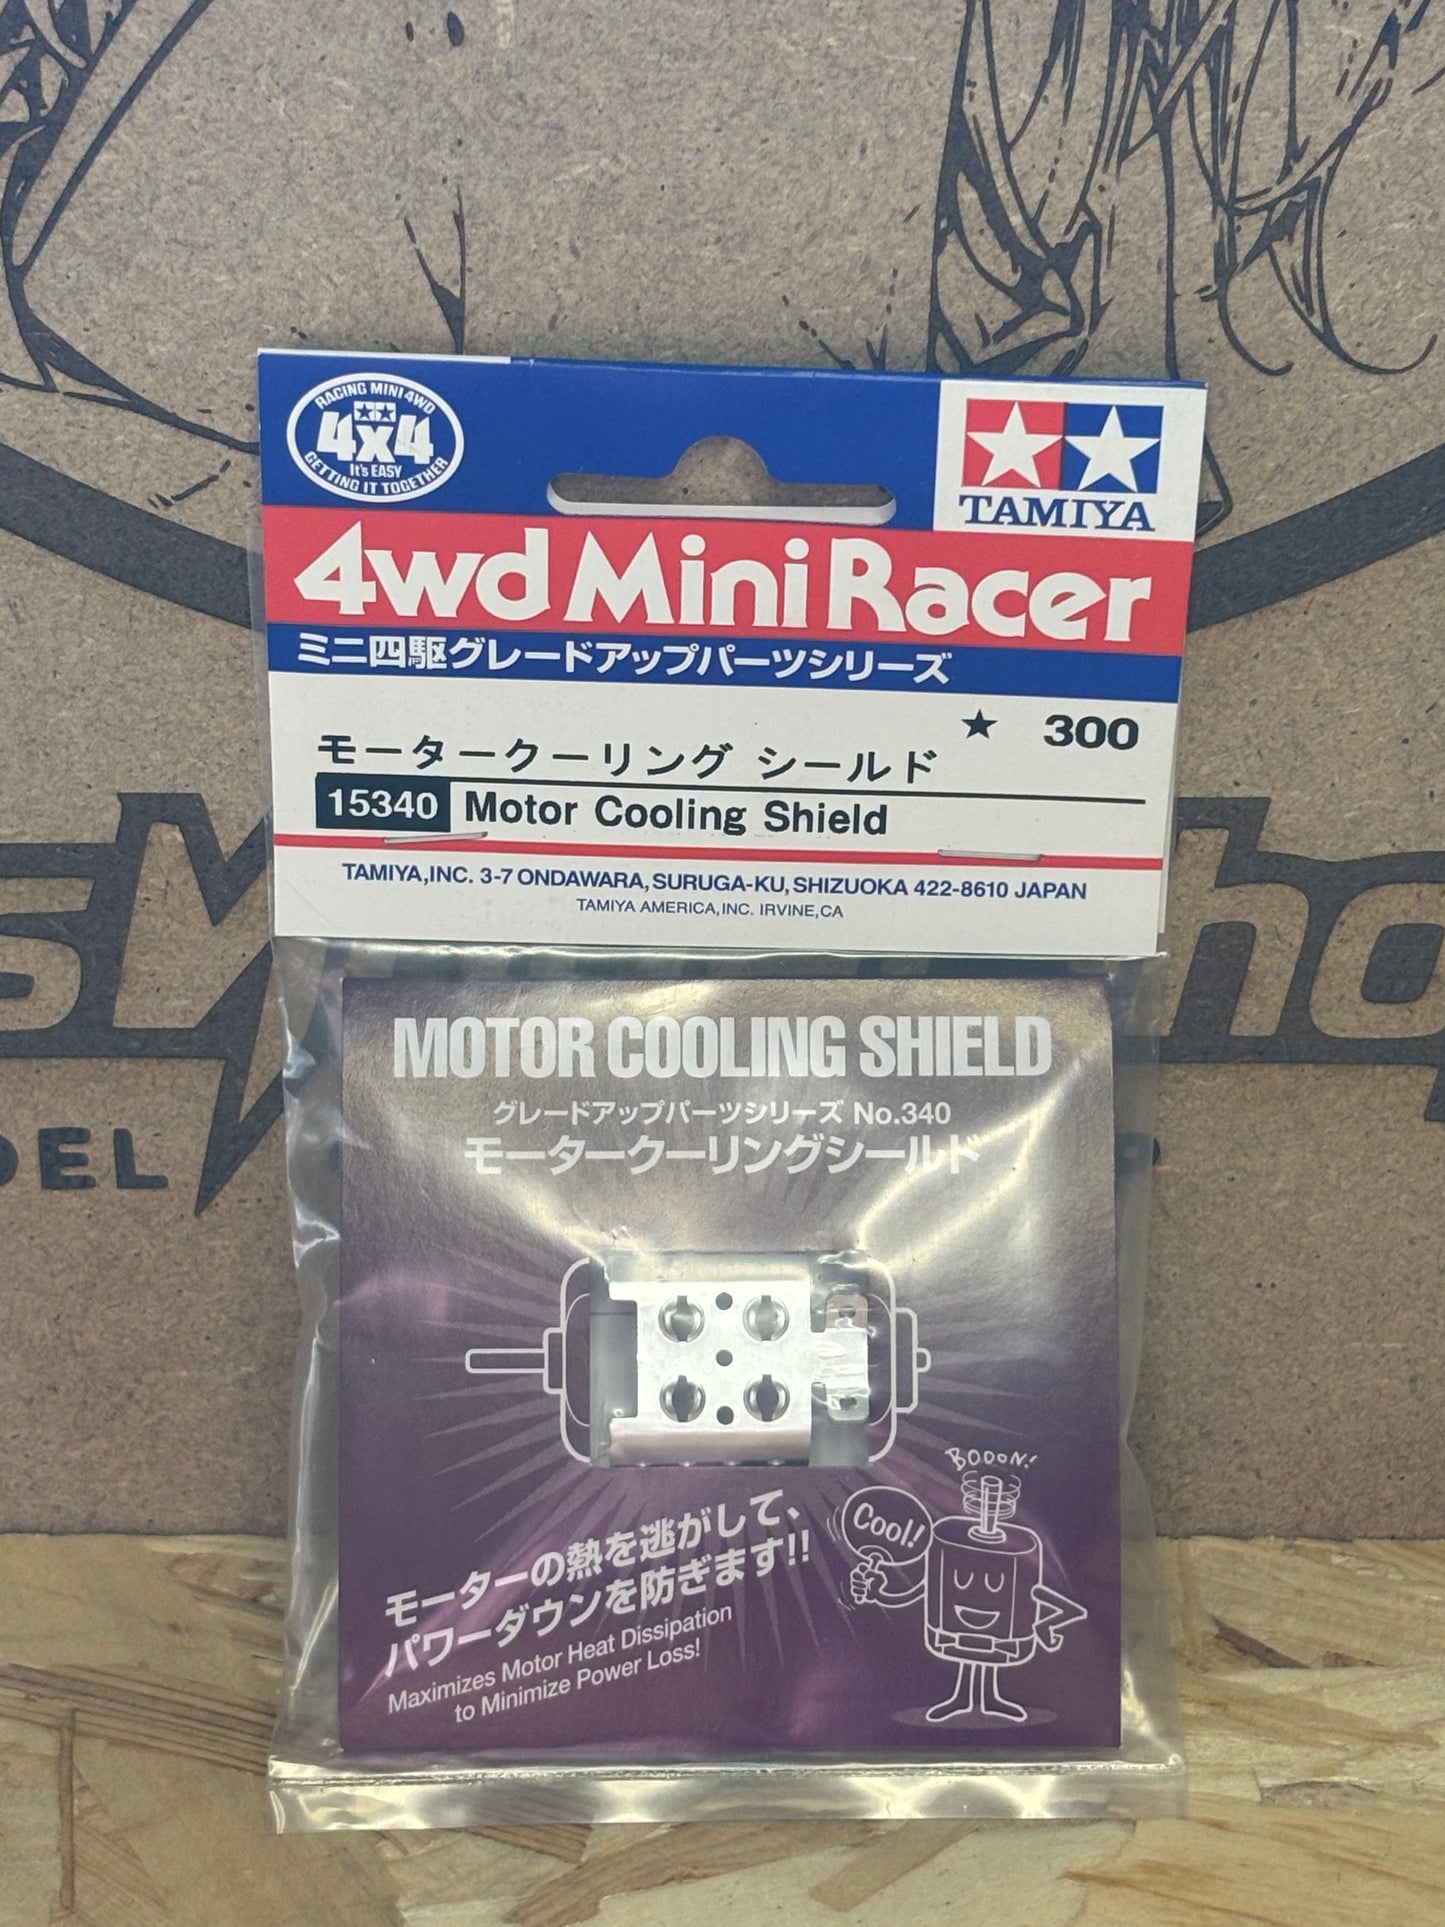 RACING MINI 4WD
4x4
It's EASY
GETTING IT TOGETHER
TAMIYA
4wd Mini Racer
ミニ四駆グレードアップパーツシリーズ
★ 300
モータークーリング シールド
15340 Motor Cooling Shield
TAMIYA,INC. 3-7 ONDAWARA, SURUGA-KU, SHIZUOKA 422-8610 JAPAN
TAMIYA AMERICA, INC. IRVINE, CA
MOTOR COOLING SHIELD
グレードアップパーツシリーズ No.340
モータークーリングシールド
BOOON!
Cool!
モーターの熱を逃がして、
パワーダウンを防ぎます!!
Maximizes Motor Heat Dissipation
to Minimize Power Loss!